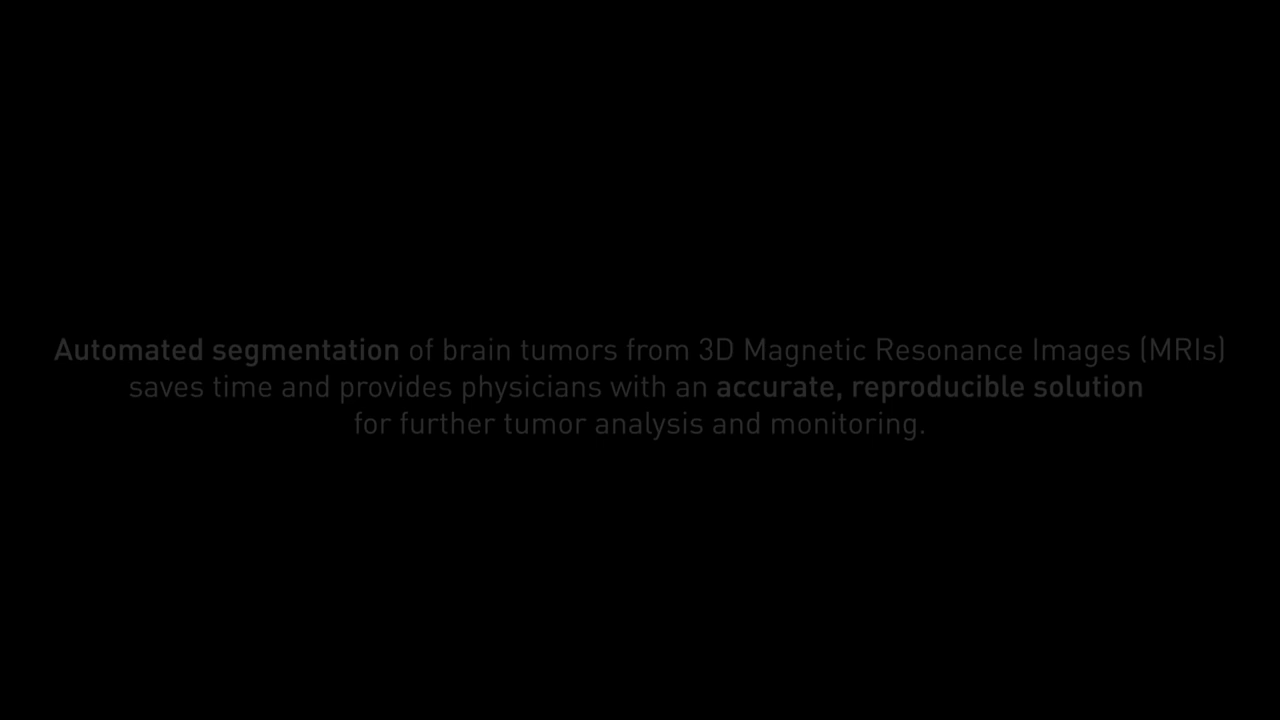 Automated segmentation of brain tumors from 3D Magnetic Resonance Images (MRIs)
saves time and provides physicians with an accurate, reproducible solution
for further tumor analysis and monitoring.